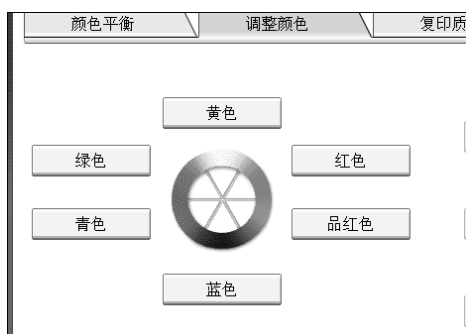 颜色平衡 调整颜色 复印质
黄色
绿色 红色
青色 品红色
蓝色